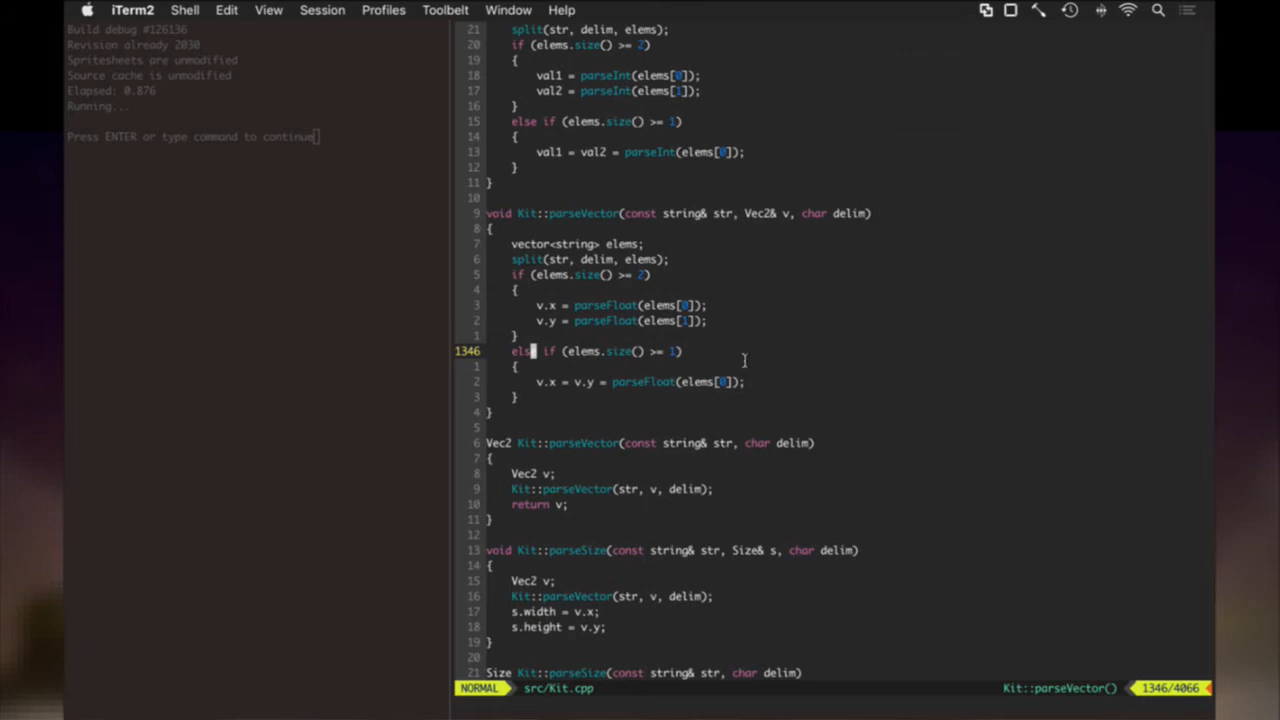 iTerm2 Shell Edit View Session Profiles Toolbelt Window Help
Build debug #126136
Revision already 2030
Spritesheets are unmodified
Source cache is unmodified
Elapsed: 0.876
Running...
Press ENTER or type command to continue
21 split(str, delim, elems);
20 if (elems.size() >= 2)
19 {
18 val1 = parseInt(elems[0]);
17 val2 = parseInt(elems[1]);
16 }
15 else if (elems.size() >= 1)
14 {
13 val1 = val2 = parseInt(elems[0]);
12 }
11 }
10
9 void Kit::parseVector(const string& str, Vec2& v, char delim)
8 {
7 vector<string> elems;
6 split(str, delim, elems);
5 if (elems.size() >= 2)
4 {
3 v.x = parseFloat(elems[0]);
2 v.y = parseFloat(elems[1]);
1 }
1346 else if (elems.size() >= 1)
1 {
2 v.x = v.y = parseFloat(elems[0]);
3 }
4 }
5
6 Vec2 Kit::parseVector(const string& str, char delim)
7 {
8 Vec2 v;
9 Kit::parseVector(str, v, delim);
10 return v;
11 }
12
13 void Kit::parseSize(const string& str, Size& s, char delim)
14 {
15 Vec2 v;
16 Kit::parseVector(str, v, delim);
17 s.width = v.x;
18 s.height = v.y;
19 }
20
21 Size Kit::parseSize(const string& str, char delim)
NORMAL src/Kit.cpp Kit::parseVector() 1346/4066